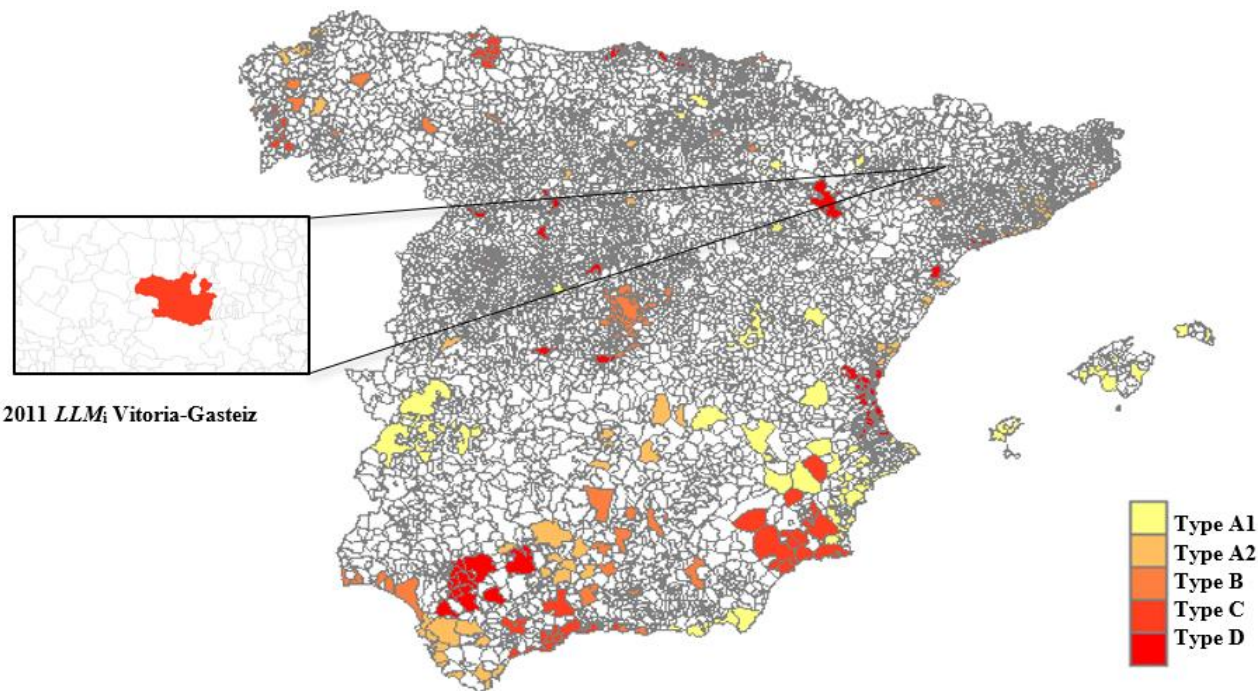 2011 LLMi Vitoria-Gasteiz
Type A1
Type A2
Type B
Type C
Type D